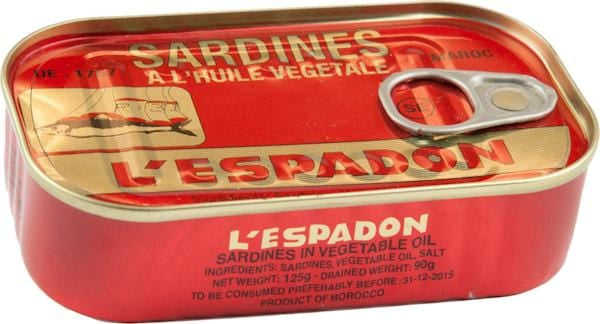 SARDINES
A L'HUILE VEGETALE
MAROC
SE
L'ESPADON
L'ESPADON
SARDINES IN VEGETABLE OIL
INGREDIENTS: SARDINES, VEGETABLE OIL, SALT
NET WEIGHT: 125g - DRAINED WEIGHT: 90g
TO BE CONSUMED PREFERABLY BEFORE: 31-12-2015
PRODUCT OF MOROCCO